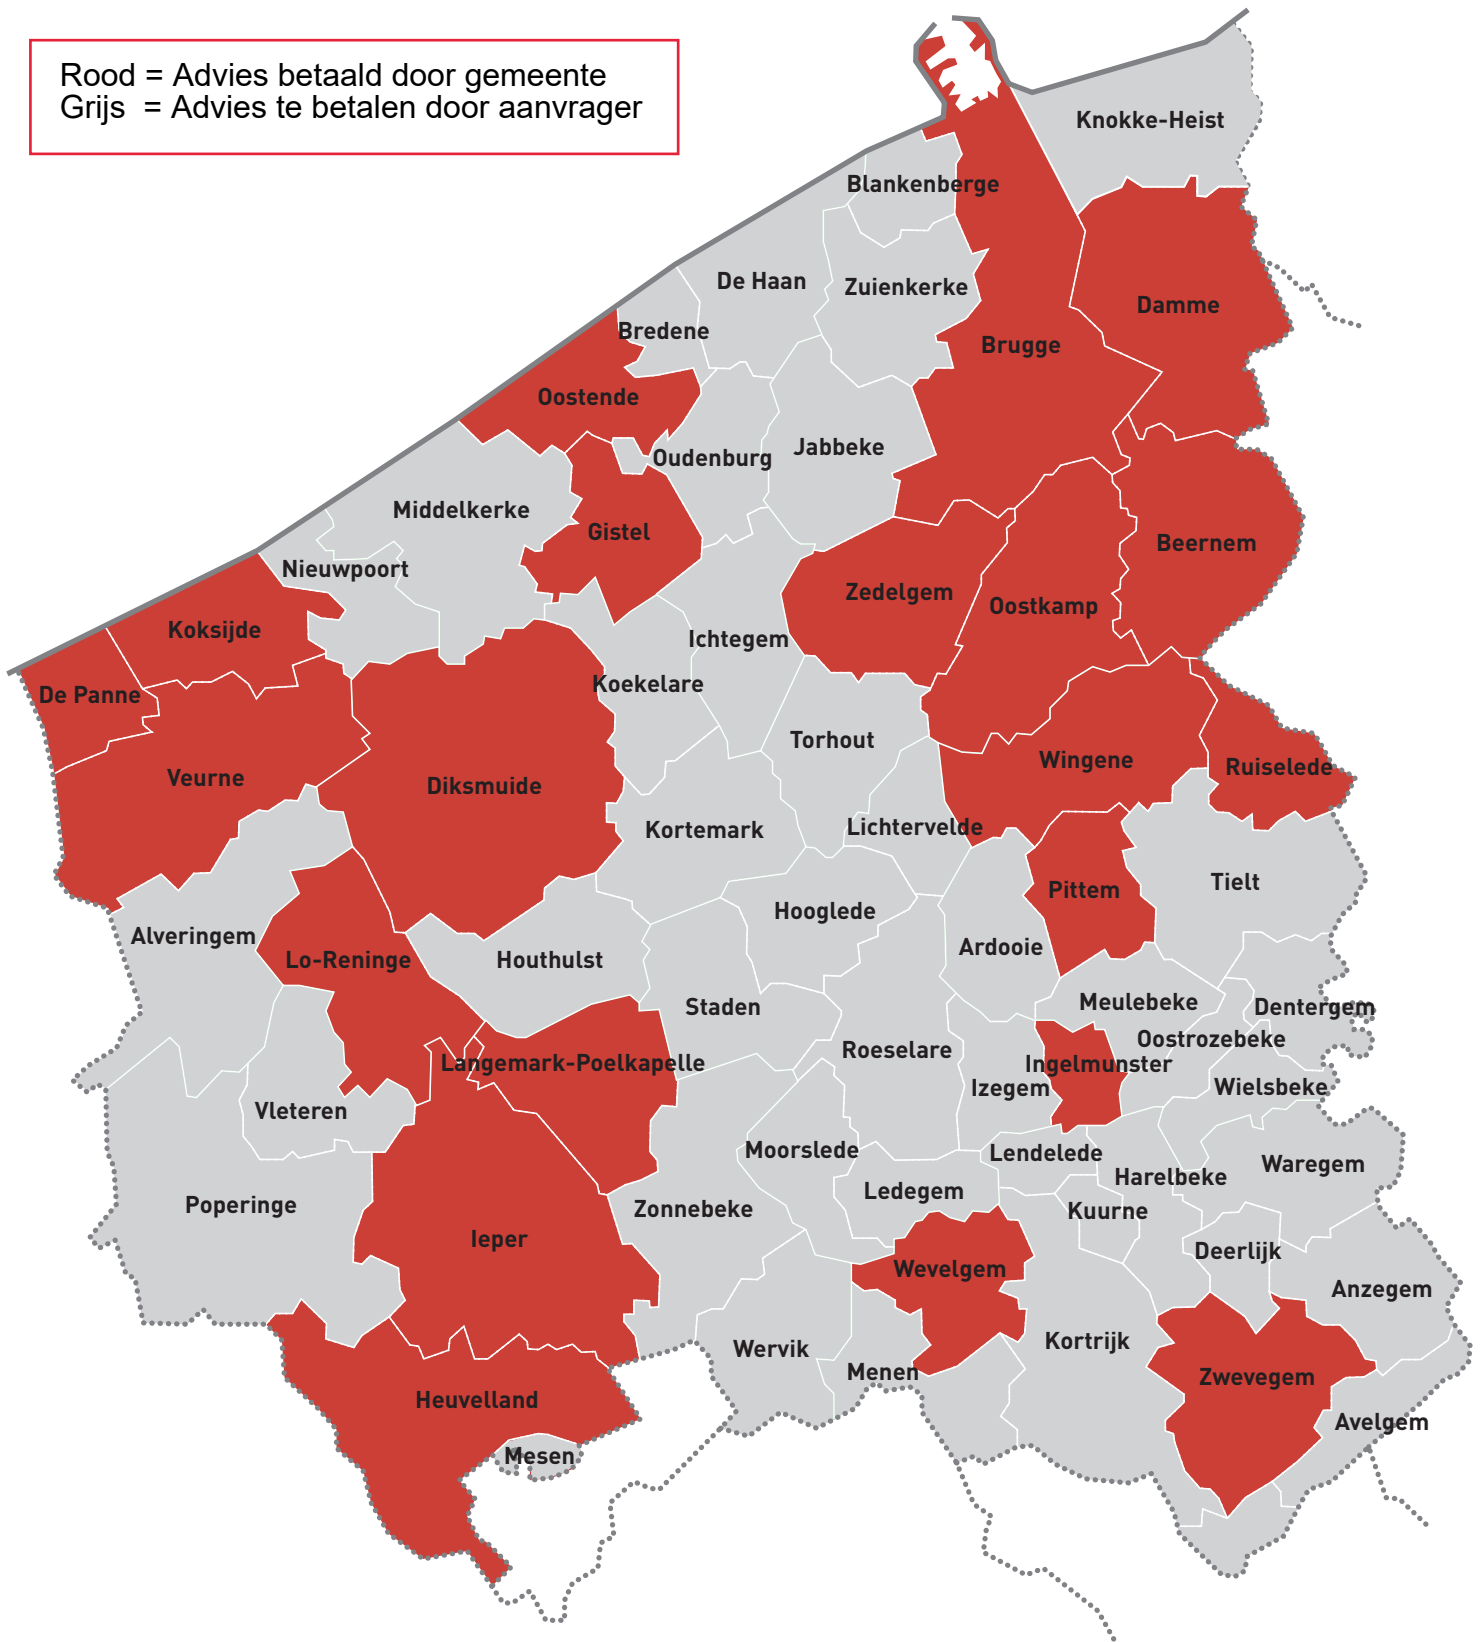 Rood = Advies betaald door gemeente
Grijs = Advies te betalen door aanvrager
Knokke-Heist
Blankenberge
De Haan
Zuienkerke
Damme
Bredene
Brugge
Oostende
Oudenburg
Jabbeke
Middelkerke
Gistel
Beernem
Nieuwpoort
Zedelgem
Oostkamp
Koksijde
Ichtegem
De Panne
Koekelare
Torhout
Wingene
Ruiselede
Veurne
Diksmuide
Kortemark
Lichtervelde
Pittem
Tielt
Hooglede
Alveringem
Ardooie
Lo-Reninge
Houthulst
Meulebeke
Staden
Dentergem
Oostrozebeke
Roeselare
Langemark-Poelkapelle
Ingelmunster
Izegem
Wielsbeke
Vleteren
Moorslede
Lendelede
Waregem
Harelbeke
Ledegem
Poperinge
Zonnebeke
Kuurne
Ieper
Deerlijk
Wevelgem
Anzegem
Kortrijk
Wervik
Menen
Zwevegem
Heuvelland
Avelgem
Mesen